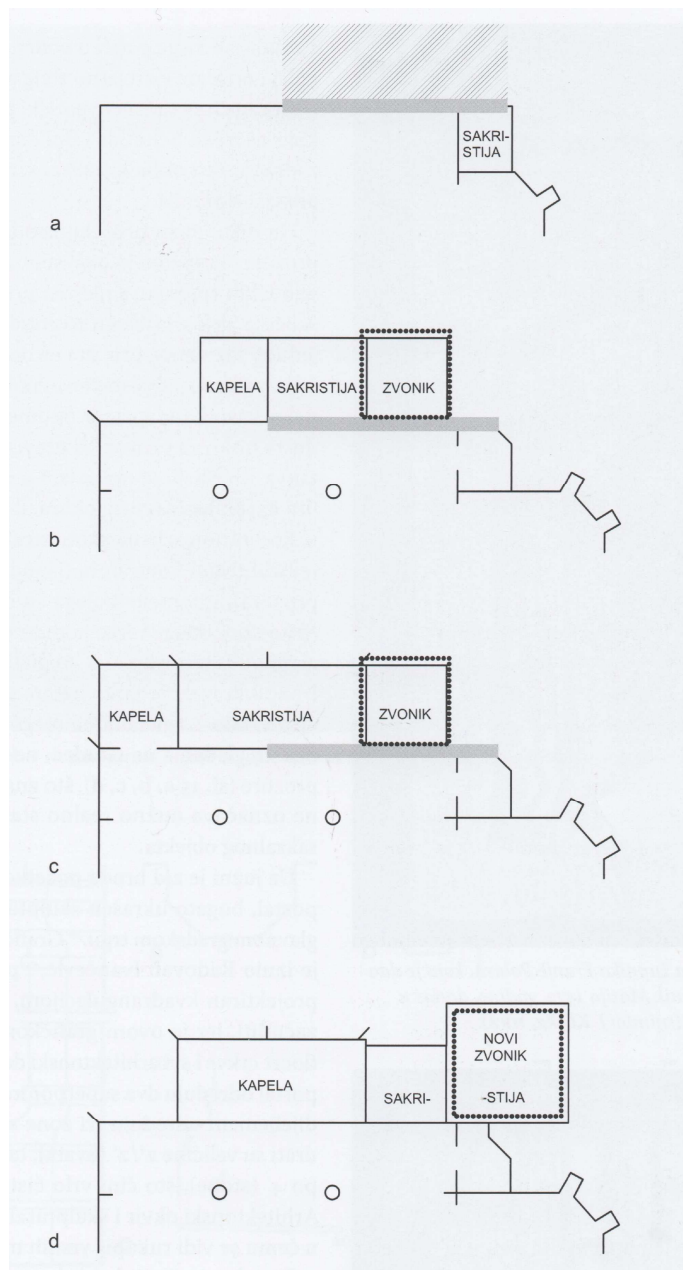 SAKRI-
STIJA
a
KAPELA SAKRISTIJA ZVONIK
b
KAPELA SAKRISTIJA ZVONIK
c
NOVI
ZVONIK
KAPELA SAKRI- -STIJA
d